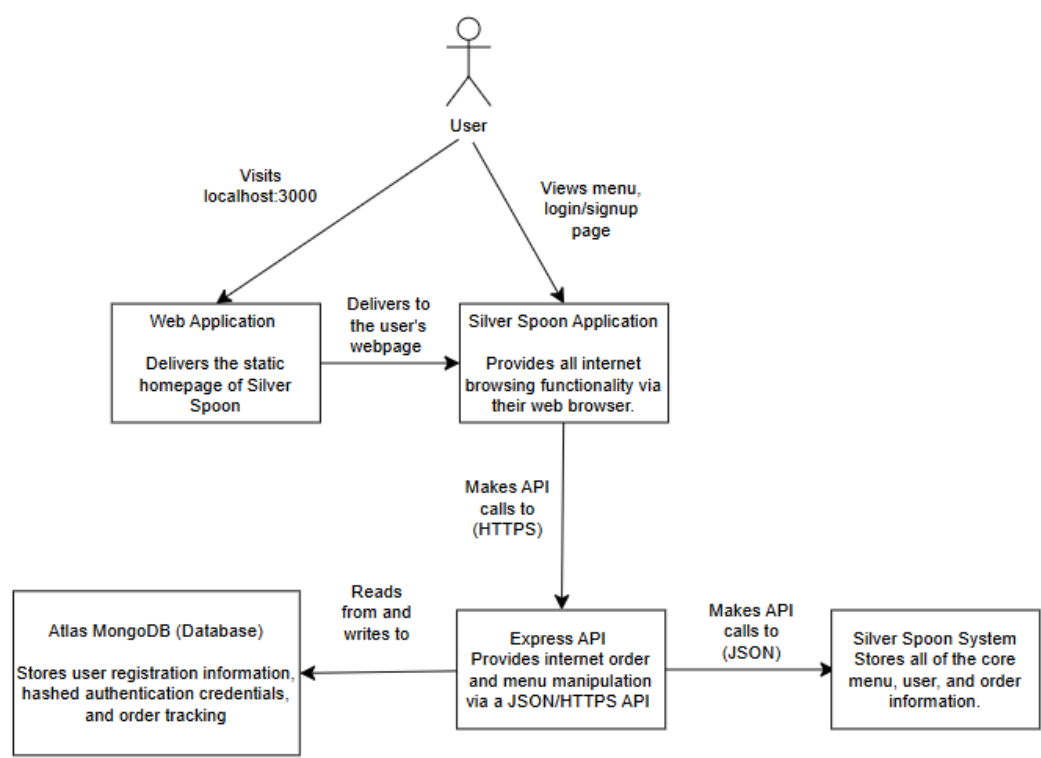 User
Visits
localhost:3000
Views menu,
login/signup
page
Web Application
Delivers the static
homepage of Silver
Spoon
Delivers to
the user's
webpage
Silver Spoon Application
Provides all internet
browsing functionality via
their web browser.
Makes API
calls to
(HTTPS)
Atlas MongoDB (Database)
Stores user registration information,
hashed authentication credentials,
and order tracking
Reads
from and
writes to
Express API
Provides internet order
and menu manipulation
via a JSON/HTTPS API
Makes API
calls to
(JSON)
Silver Spoon System
Stores all of the core
menu, user, and order
information.